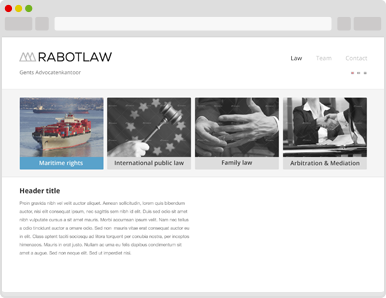 RABOTLAW
Gents Advocatenkantoor
Law Team Contact
Maritime rights
International public law
Family law
Arbitration & Mediation
Header title
Proin gravida nibh vel velit auctor aliquet. Aenean sollicitudin, lorem quis bibendum
auctor, nisi elit consequat ipsum, nec sagittis sem nibh id elit. Duis sed odio sit amet
nibh vulputate cursus a sit amet mauris. Morbi accumsan ipsum velit. Nam nec tellus
a odio tincidunt auctor a ornare odio. Sed non mauris vitae erat consequat auctor eu
in elit. Class aptent taciti sociosqu ad litora torquent per conubia nostra, per inceptos
himenaeos. Mauris in erat justo. Nullam ac urna eu felis dapibus condimentum sit
amet a augue. Sed non neque elit. Sed ut imperdiet nisi